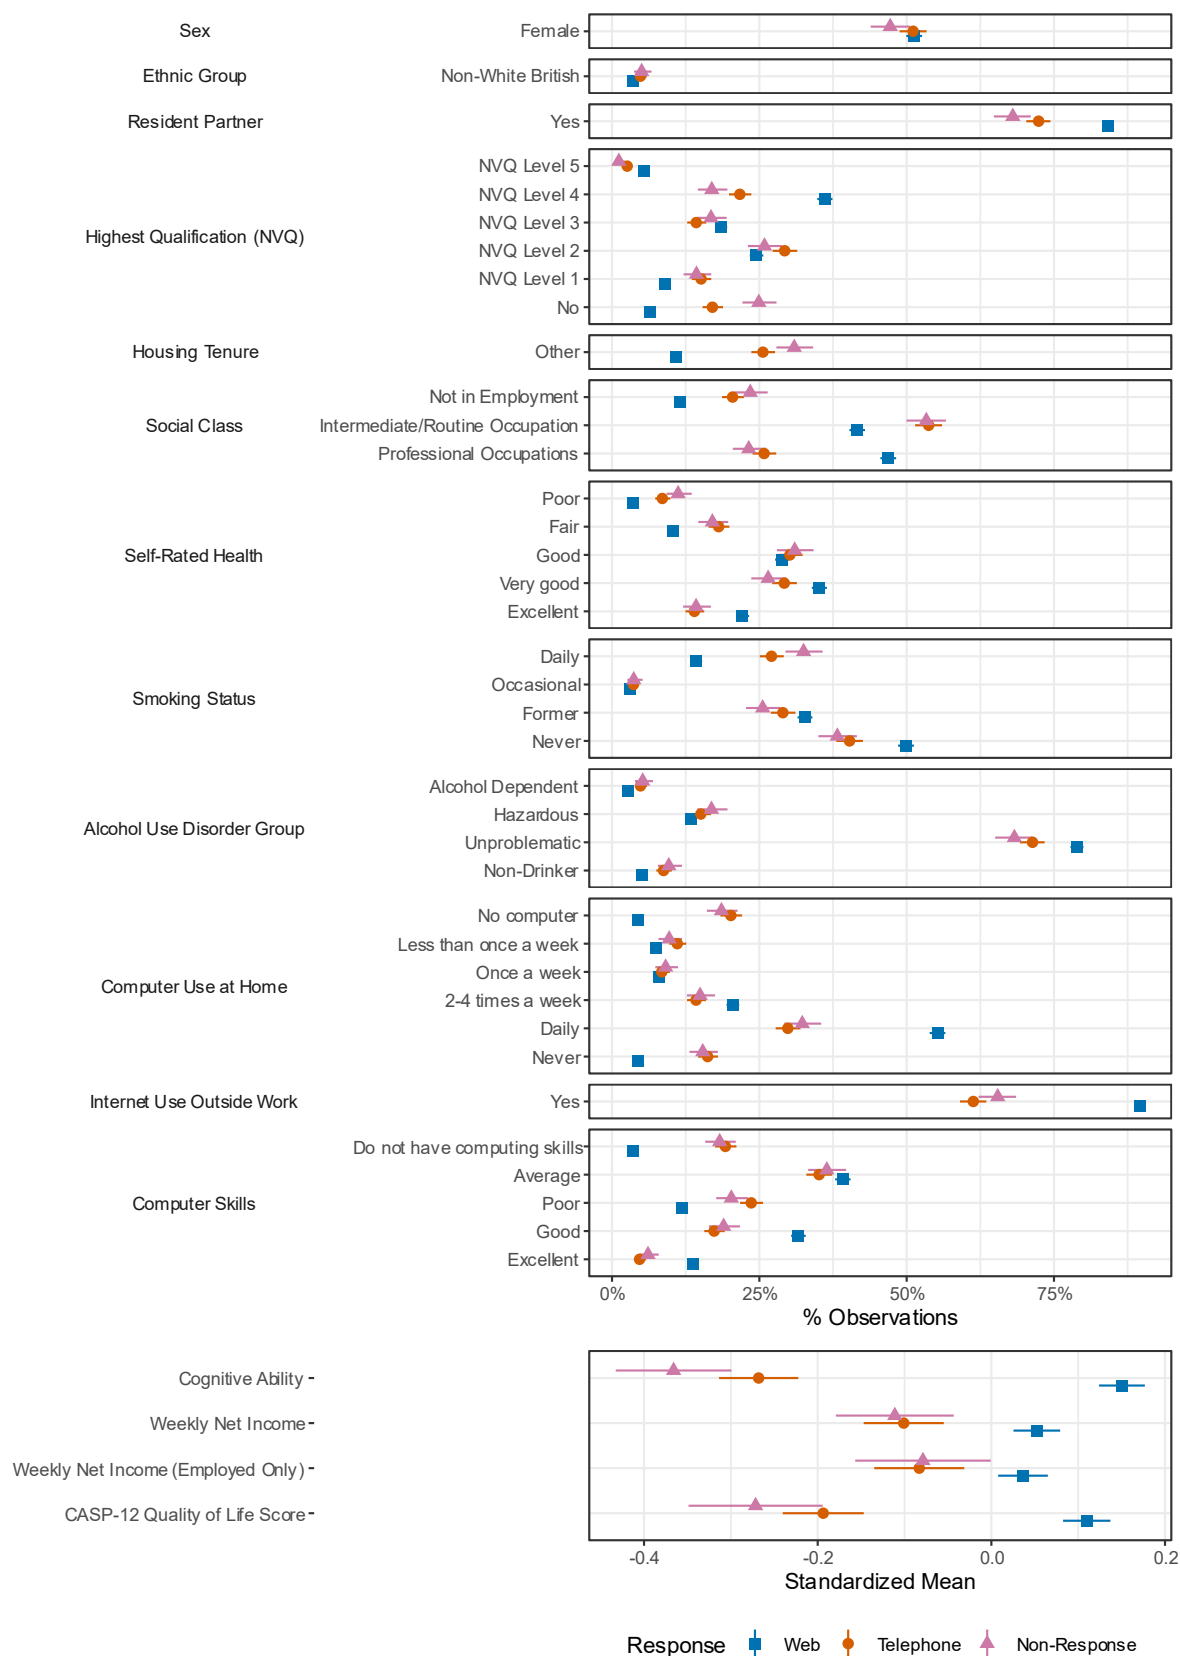 Sex
Female
Ethnic Group
Non-White British
Resident Partner
Yes
Highest Qualification (NVQ)
NVQ Level 5
NVQ Level 4
NVQ Level 3
NVQ Level 2
NVQ Level 1
No
Housing Tenure
Other
Social Class
Not in Employment
Intermediate/Routine Occupation
Professional Occupations
Self-Rated Health
Poor
Fair
Good
Very good
Excellent
Smoking Status
Daily
Occasional
Former
Never
Alcohol Use Disorder Group
Alcohol Dependent
Hazardous
Unproblematic
Non-Drinker
Computer Use at Home
No computer
Less than once a week
Once a week
2-4 times a week
Daily
Never
Internet Use Outside Work
Yes
Computer Skills
Do not have computing skills
Average
Poor
Good
Excellent
0% 25% 50% 75%
% Observations
Cognitive Ability
Weekly Net Income
Weekly Net Income (Employed Only)
CASP-12 Quality of Life Score
-0.4 -0.2 0.0 0.2
Standardized Mean
Response Web Telephone Non-Response